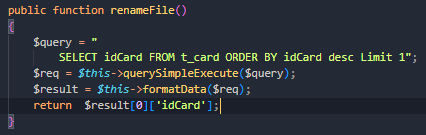 public function renameFile()
{
    $query = "
        SELECT idCard FROM t_card ORDER BY idCard desc Limit 1";
    $req = $this->querySimpleExecute($query);
    $result = $this->formatData($req);
    return  $result[0]['idCard'];
}